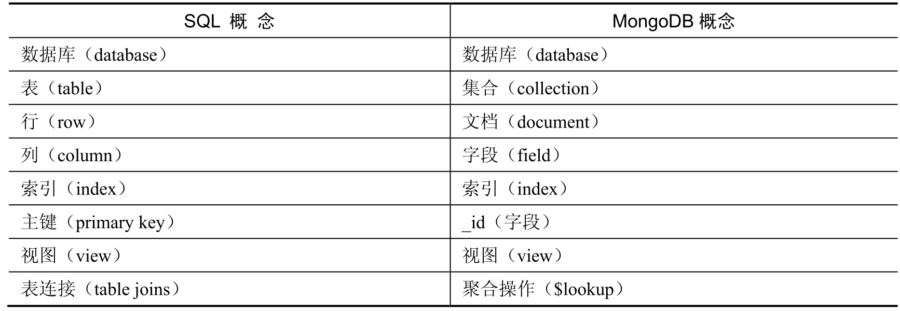 SQL 概 念 MongoDB 概念
数据库（database） 数据库（database）
表（table） 集合（collection）
行（row） 文档（document）
列（column） 字段（field）
索引（index） 索引（index）
主键（primary key） _id（字段）
视图（view） 视图（view）
表连接（table joins） 聚合操作（$lookup）